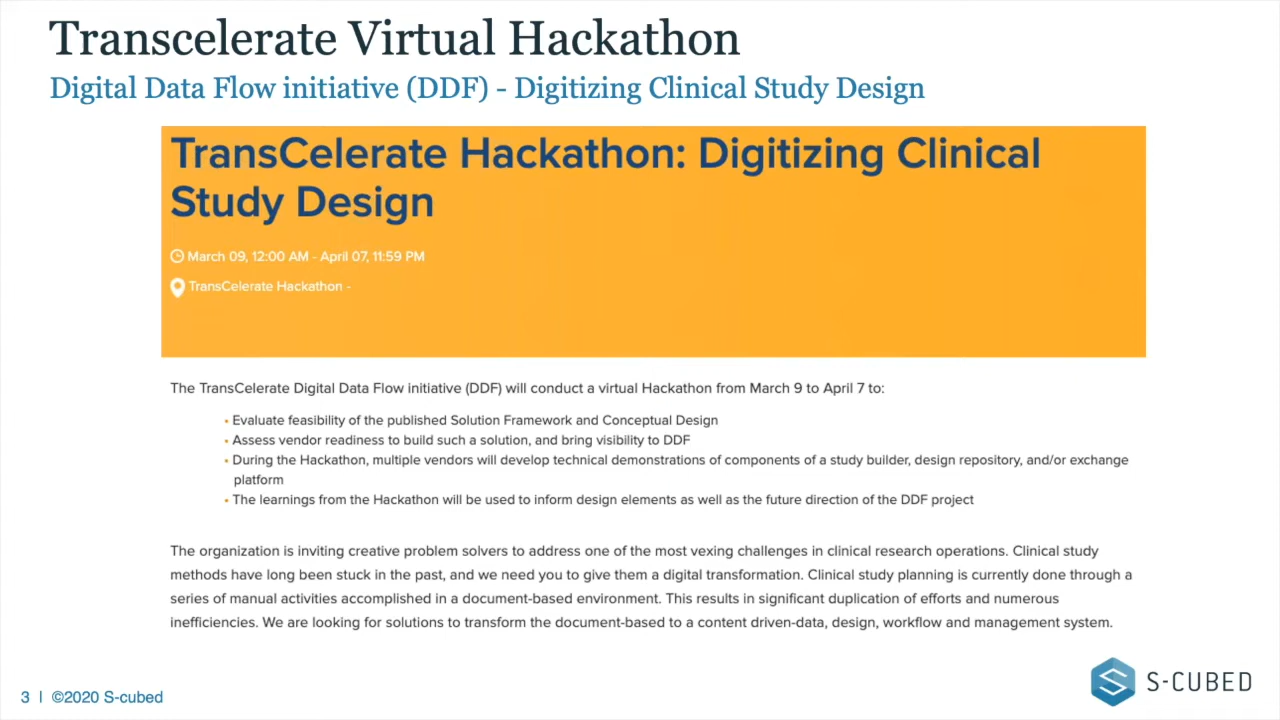 Transcelerate Virtual Hackathon
Digital Data Flow initiative (DDF) - Digitizing Clinical Study Design
TransCelerate Hackathon: Digitizing Clinical
Study Design
March 09, 12:00 AM - April 07, 11:59 PM
TransCelerate Hackathon -
The TransCelerate Digital Data Flow initiative (DDF) will conduct a virtual Hackathon from March 9 to April 7 to:
• Evaluate feasibility of the published Solution Framework and Conceptual Design
• Assess vendor readiness to build such a solution, and bring visibility to DDF
• During the Hackathon, multiple vendors will develop technical demonstrations of components of a study builder, design repository, and/or exchange
platform
• The learnings from the Hackathon will be used to inform design elements as well as the future direction of the DDF project
The organization is inviting creative problem solvers to address one of the most vexing challenges in clinical research operations. Clinical study
methods have long been stuck in the past, and we need you to give them a digital transformation. Clinical study planning is currently done through a
series of manual activities accomplished in a document-based environment. This results in significant duplication of efforts and numerous
inefficiencies. We are looking for solutions to transform the document-based to a content driven-data, design, workflow and management system.
3 | ©2020 S-cubed
S-CUBED